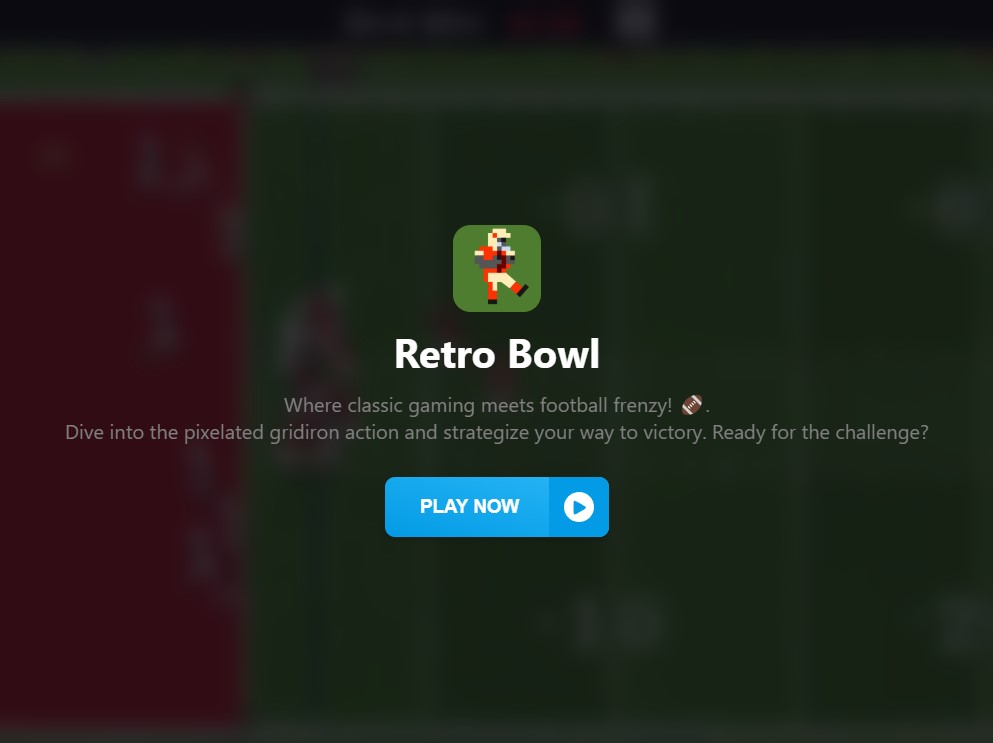 Retro Bowl
Where classic gaming meets football frenzy! 🏈.
Dive into the pixelated gridiron action and strategize your way to victory. Ready for the challenge?
PLAY NOW